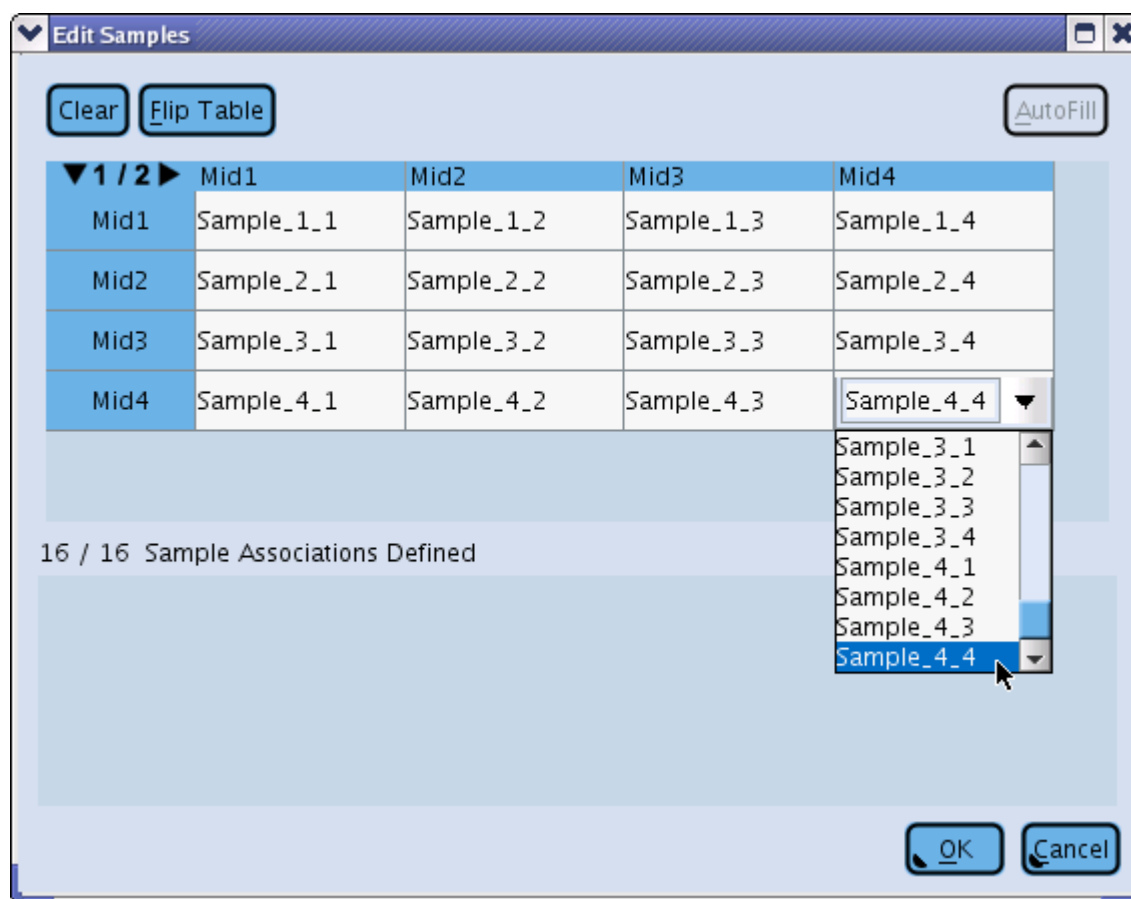 Edit Samples
Clear Flip Table AutoFill
▼1 / 2▶ Mid1 Mid2 Mid3 Mid4
Mid1 Sample_1_1 Sample_1_2 Sample_1_3 Sample_1_4
Mid2 Sample_2_1 Sample_2_2 Sample_2_3 Sample_2_4
Mid3 Sample_3_1 Sample_3_2 Sample_3_3 Sample_3_4
Mid4 Sample_4_1 Sample_4_2 Sample_4_3 Sample_4_4
Sample_3_1
Sample_3_2
Sample_3_3
Sample_3_4
Sample_4_1
Sample_4_2
Sample_4_3
Sample_4_4
16 / 16 Sample Associations Defined
OK Cancel